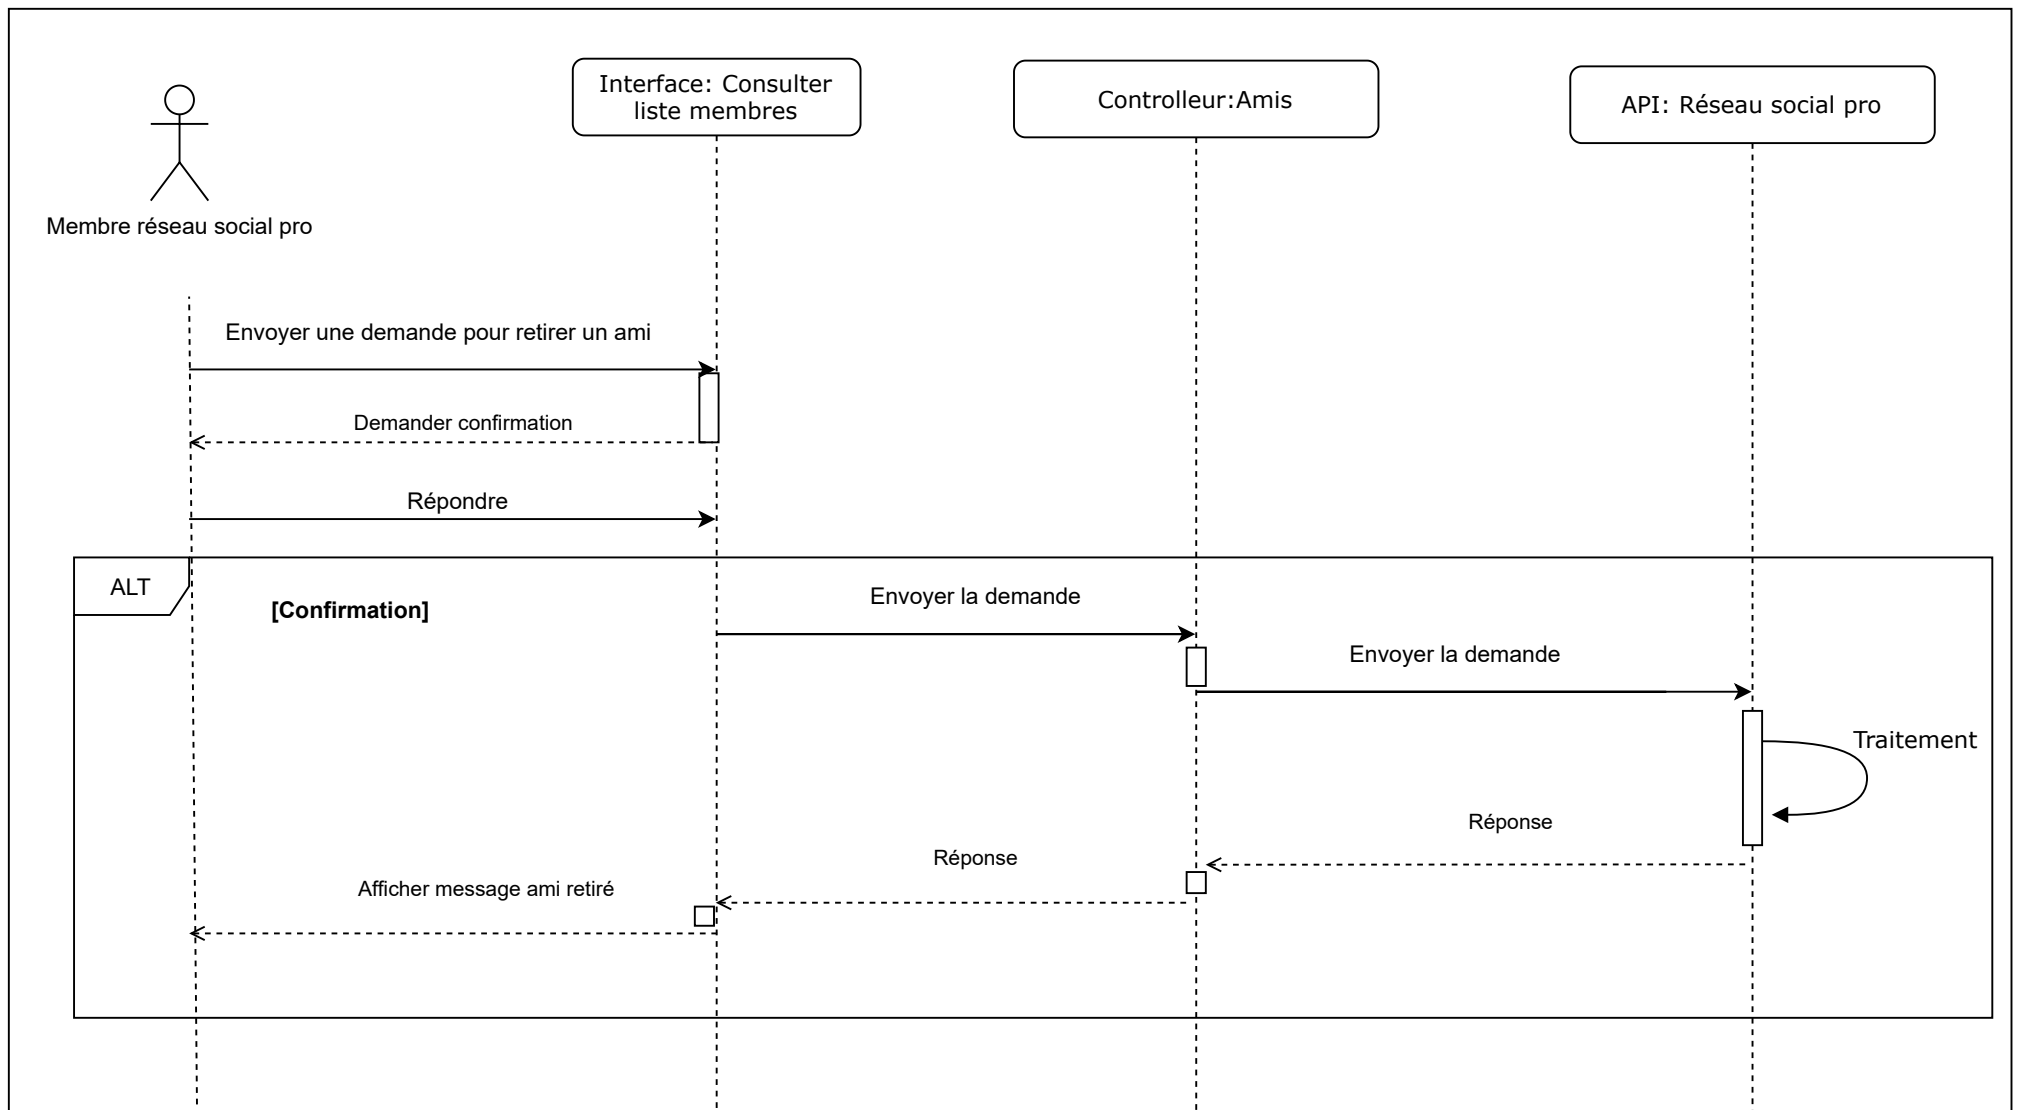 Interface: Consulter
liste membres
Controlleur:Amis
API: Réseau social pro
Membre réseau social pro
Envoyer une demande pour retirer un ami
Demander confirmation
Répondre
ALT
[Confirmation]
Envoyer la demande
Envoyer la demande
Traitement
Réponse
Réponse
Afficher message ami retiré